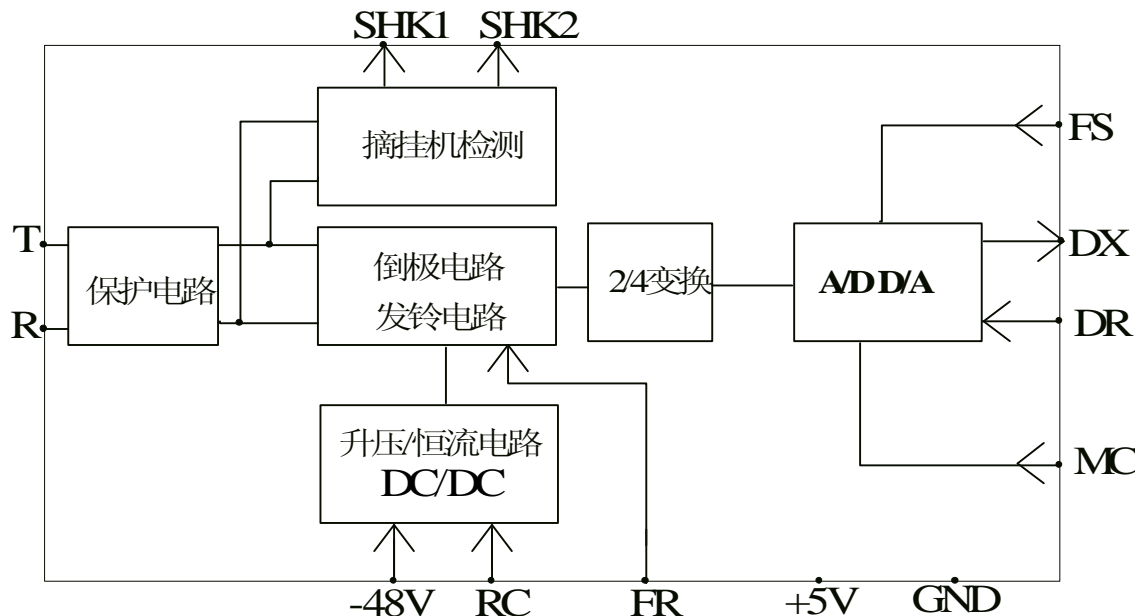 SHK1 SHK2
摘挂机检测
FS
T
保护电路
R
倒极电路
发铃电路
2/4变换
A/D D/A
DX
DR
升压/恒流电路
DC/DC
MC
-48V RC FR +5V GND